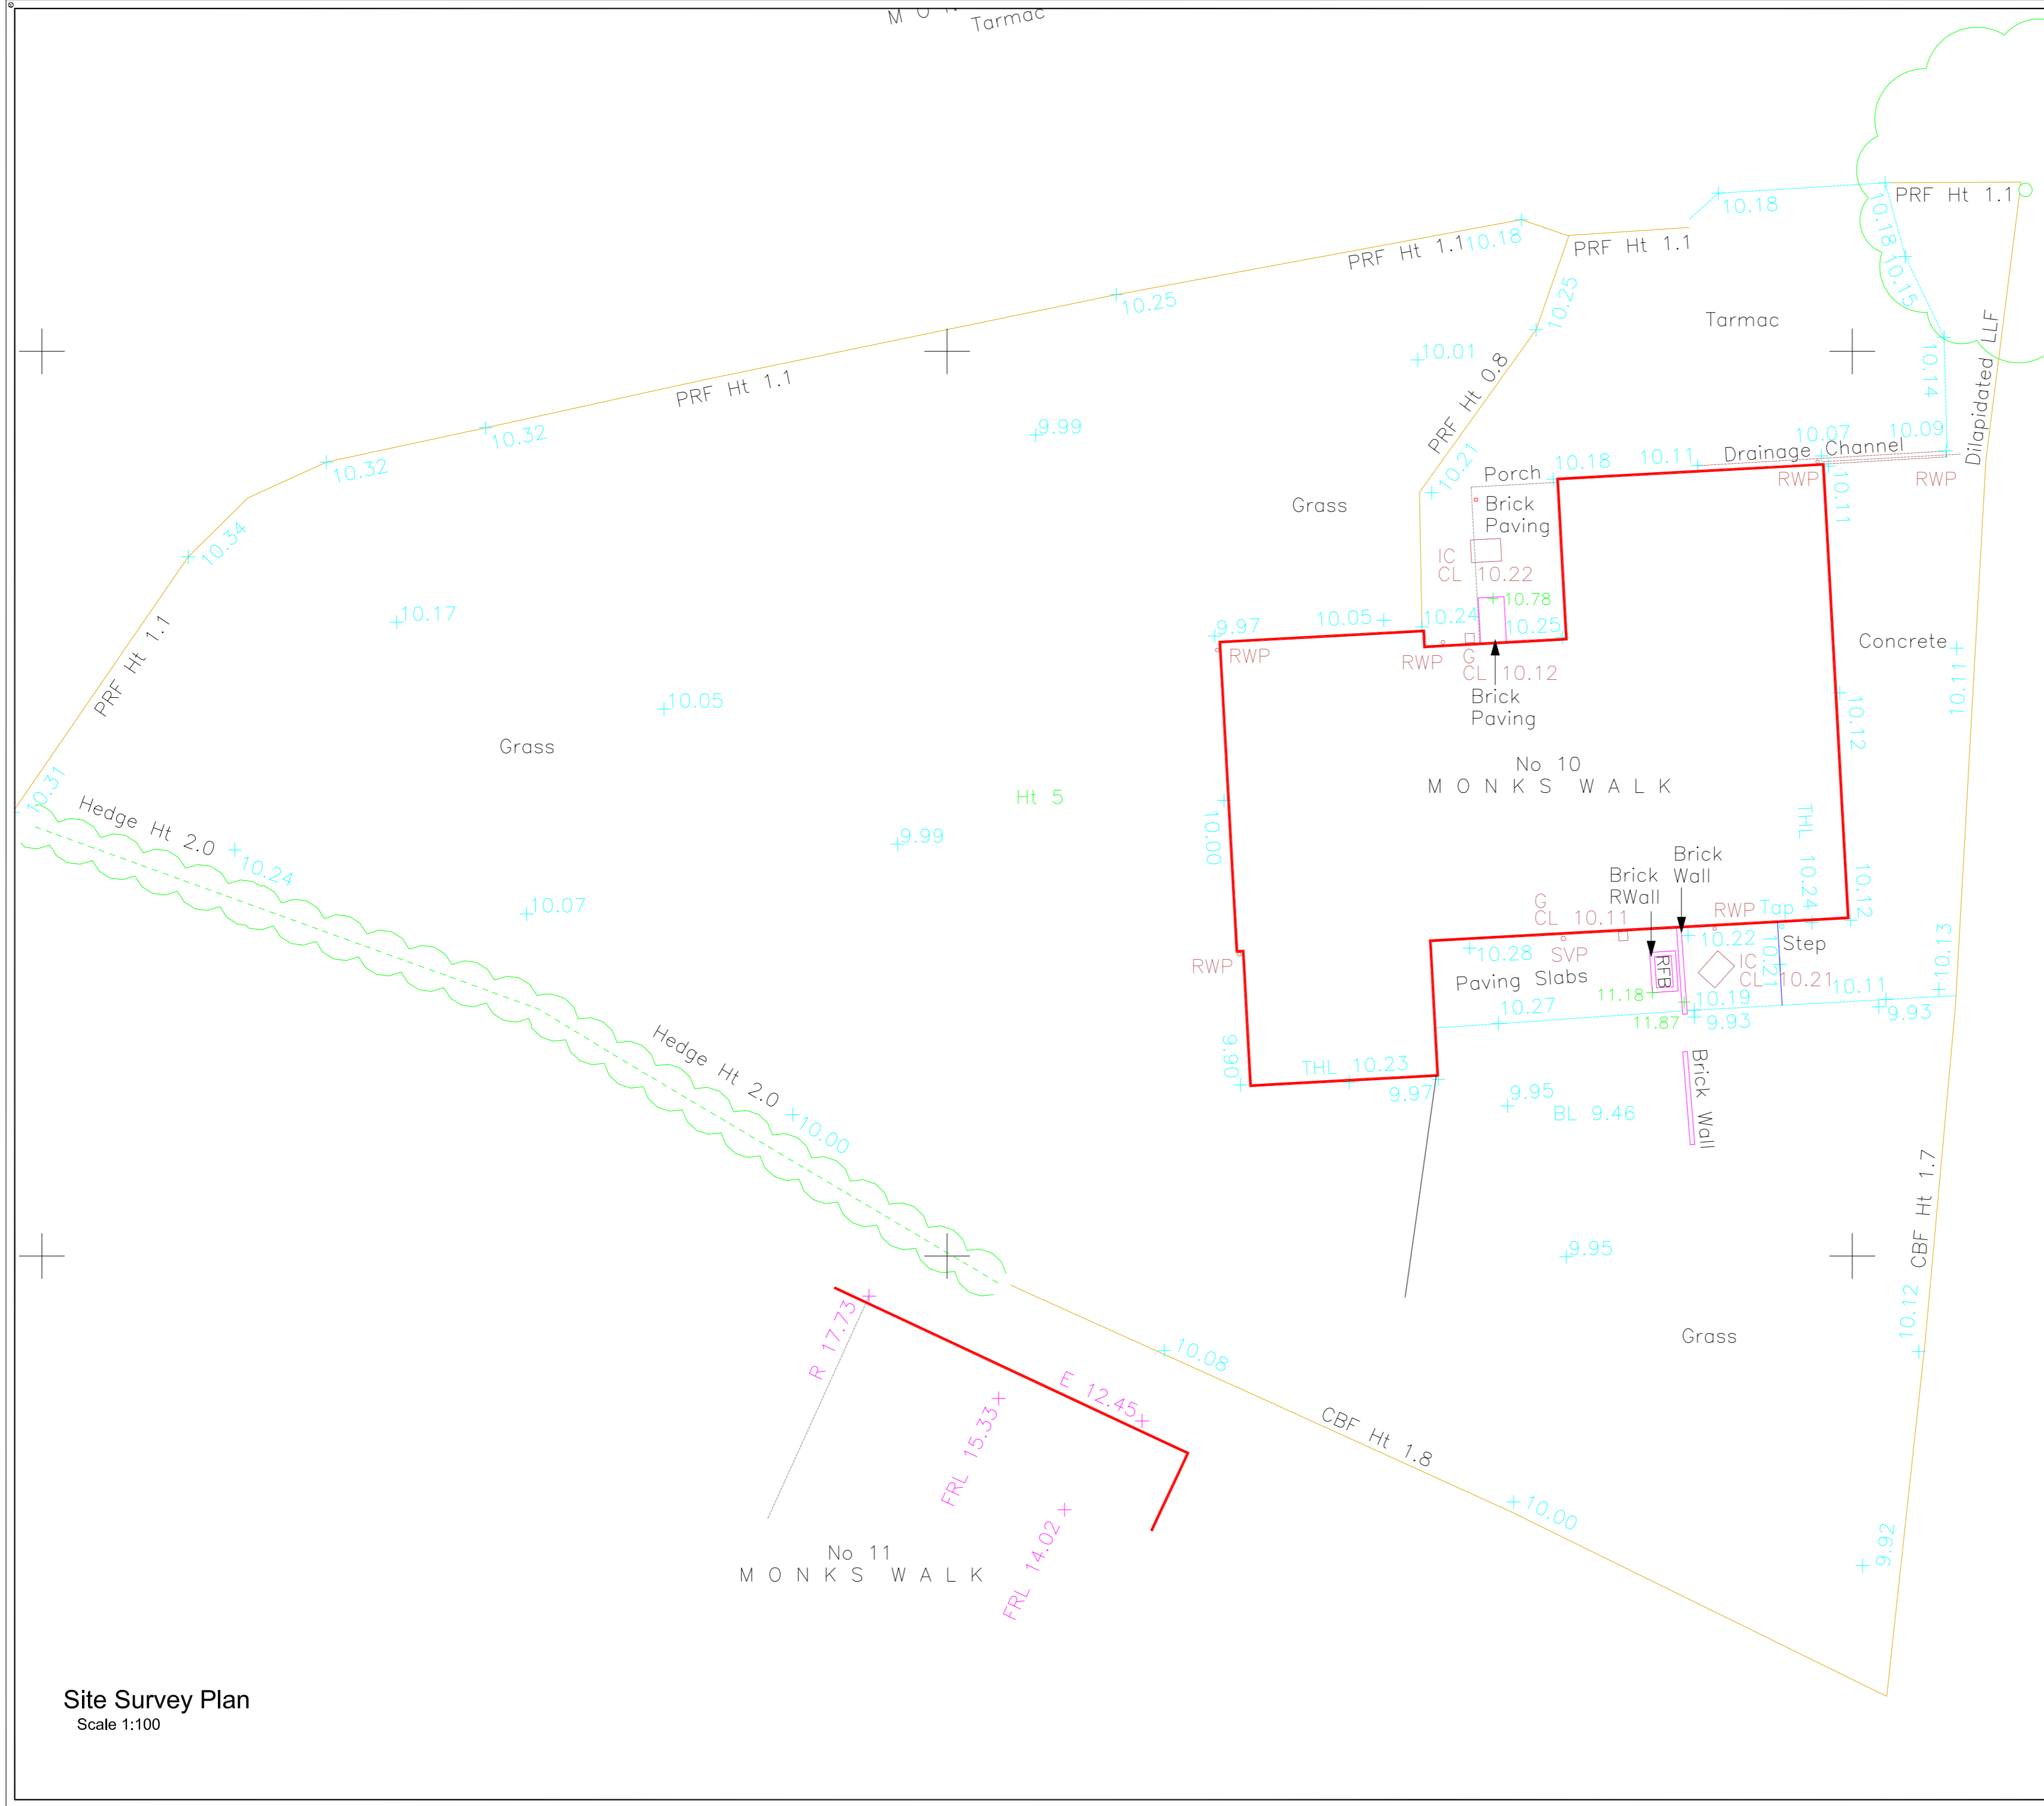 Tarmac
PRF Ht 1.1
10.18
10.18
PRF Ht 1.1
10.18
PRF Ht 1.1
10.15
10.25
10.25
Tarmac
10.01
10.14
Dilapidated LLF
PRF Ht 1.1
PRF Ht 0.8
10.32
9.99
10.32
10.21
Porch
10.18
10.11
Drainage Channel
10.07
10.09
RWP
RWP
10.11
Grass
Brick
Paving
10.34
IC
CL 10.22
10.78
10.17
10.05
10.24
10.25
9.97
RWP
RWP
G
CL 10.12
Brick
Paving
Concrete
10.11
PRF Ht 1.1
10.05
Grass
10.12
No 10
MONKS WALK
10.31
Hedge Ht 2.0
Ht 5
10.00
THL 10.24
10.24
9.99
Brick
Wall
Brick
RWall
10.12
10.07
G
CL 10.11
RWP
Tap
10.28
SVP
10.22
10.21
Step
RWP
Paving Slabs
RFB
IC
CL 10.21
10.13
11.18
10.19
10.11
10.27
11.87
9.93
9.93
Hedge Ht 2.0
9.90
THL 10.23
9.97
9.95
BL 9.46
Brick Wall
10.00
CBF Ht 1.7
9.95
R 17.73
10.12
Grass
10.08
E 12.45
FRL 15.33
CBF Ht 1.8
10.00
9.92
FRL 14.02
No 11
MONKS WALK
Site Survey Plan
Scale 1:100